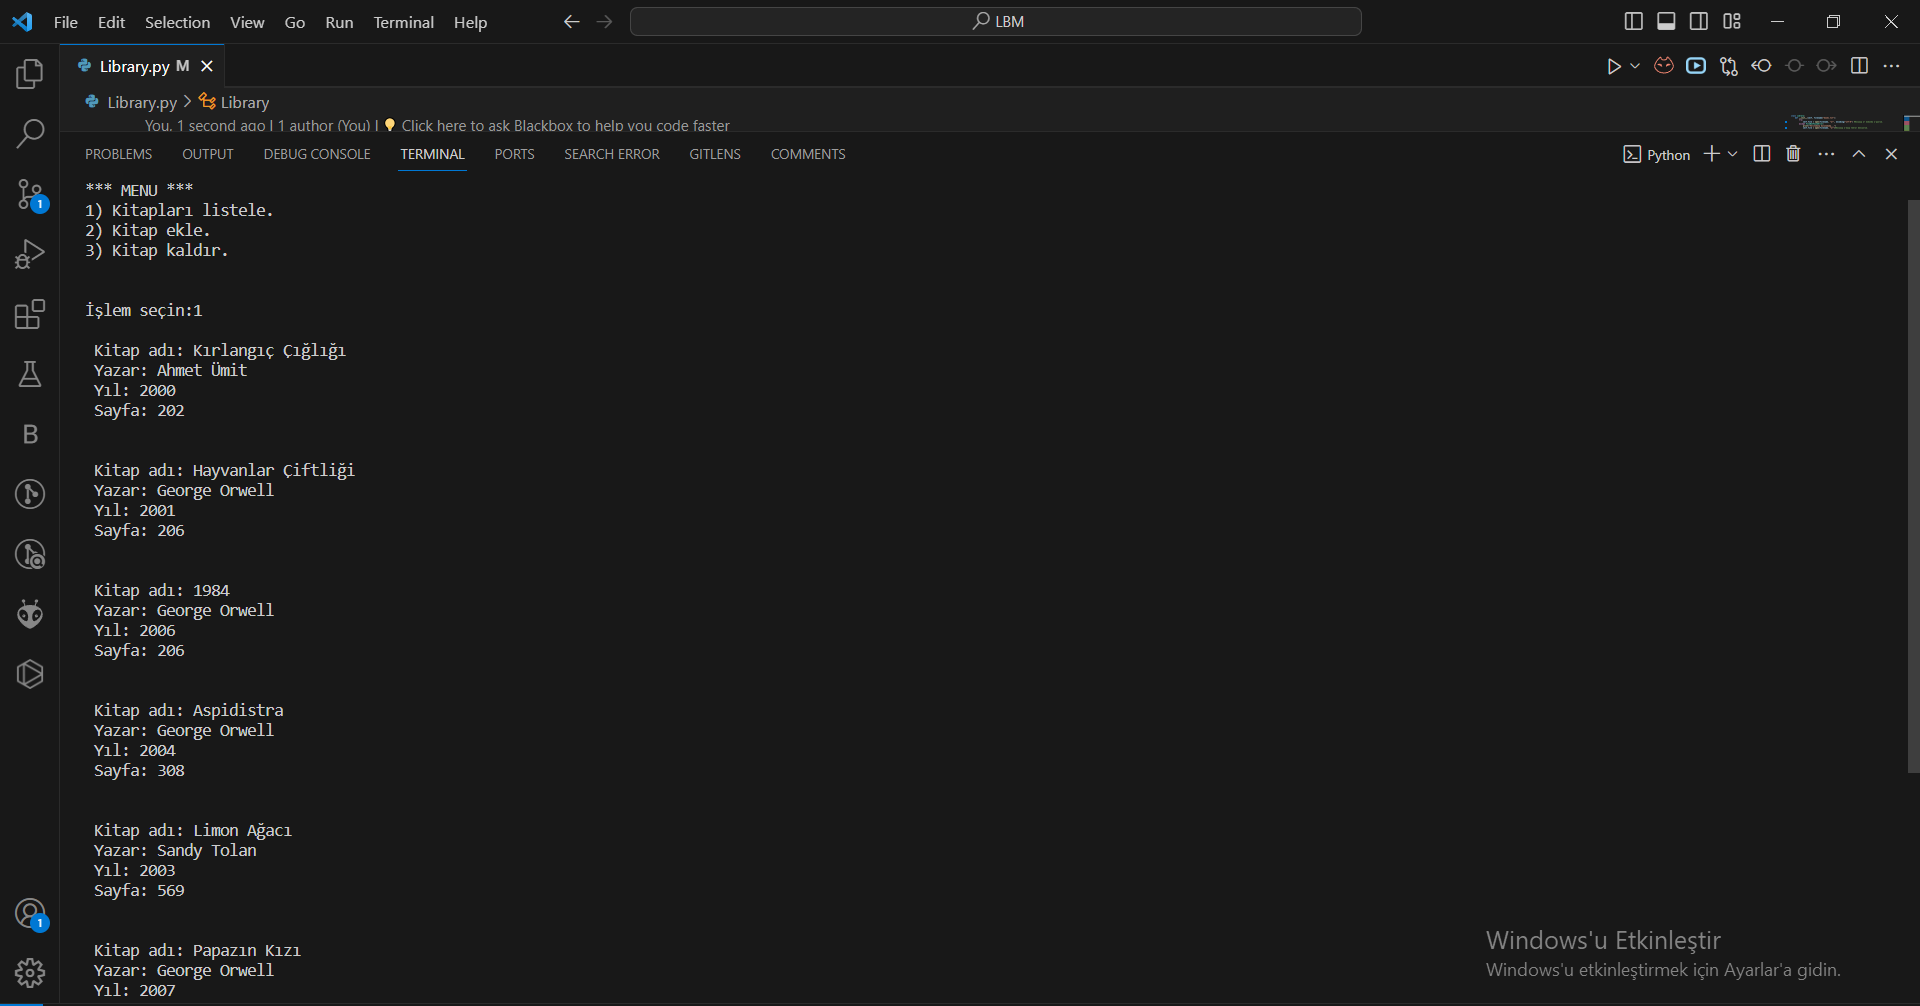 File Edit Selection View Go Run Terminal Help LBM
Library.py M
Library.py > Library
You, 1 second ago | 1 author (You) | Click here to ask Blackbox to help you code faster
PROBLEMS OUTPUT DEBUG CONSOLE TERMINAL PORTS SEARCH ERROR GITLENS COMMENTS Python
*** MENU ***
1) Kitapları listele.
2) Kitap ekle.
3) Kitap kaldır.
İşlem seçin:1
Kitap adı: Kırlangıç Çığlığı
Yazar: Ahmet Ümit
Yıl: 2000
Sayfa: 202
Kitap adı: Hayvanlar Çiftliği
Yazar: George Orwell
Yıl: 2001
Sayfa: 206
Kitap adı: 1984
Yazar: George Orwell
Yıl: 2006
Sayfa: 206
Kitap adı: Aspidistra
Yazar: George Orwell
Yıl: 2004
Sayfa: 308
Kitap adı: Limon Ağacı
Yazar: Sandy Tolan
Yıl: 2003
Sayfa: 569
Kitap adı: Papazın Kızı
Yazar: George Orwell
Yıl: 2007
1
B
1
Windows'u Etkinleştir
Windows'u etkinleştirmek için Ayarlar'a gidin.